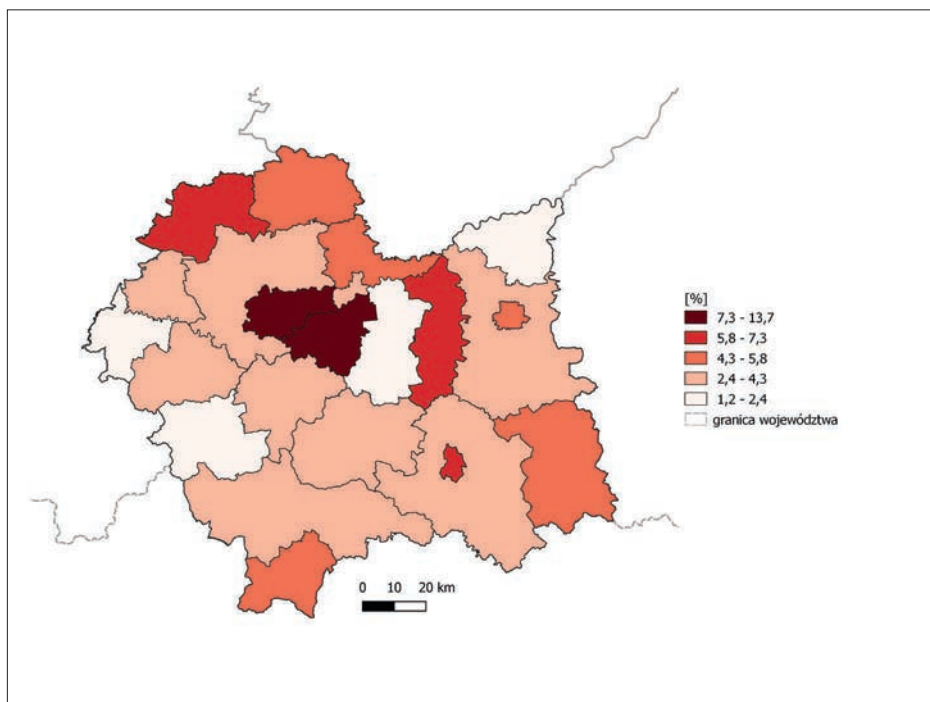 [%]
7,3 - 13,7
5,8 - 7,3
4,3 - 5,8
2,4 - 4,3
1,2 - 2,4
granica województwa
0 10 20 km